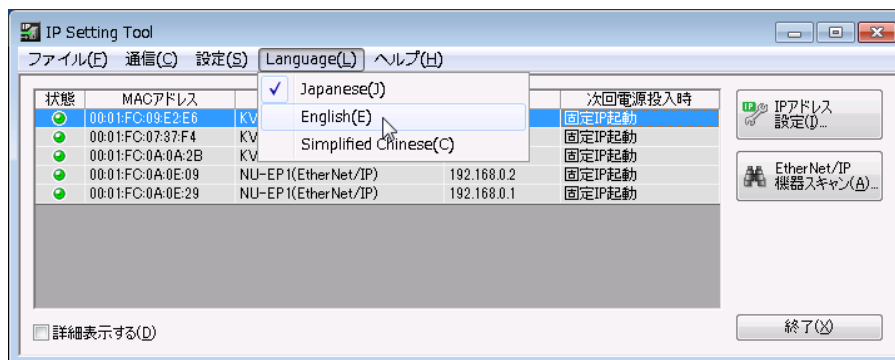 IP Setting Tool
ファイル(F) 通信(C) 設定(S) Language(L) ヘルプ(H)
Japanese(J)
English(E)
Simplified Chinese(C)
状態 MACアドレス 次回電源投入時
00:01:FC:09:E2:E6 KV 固定IP起動
00:01:FC:07:37:F4 KV 固定IP起動
00:01:FC:0A:0A:2B KV 固定IP起動
00:01:FC:0A:0E:09 NU-EP1(EtherNet/IP) 192.168.0.2 固定IP起動
00:01:FC:0A:0E:29 NU-EP1(EtherNet/IP) 192.168.0.1 固定IP起動
IPアドレス
設定(I)...
EtherNet/IP
機器スキャン(A)...
詳細表示する(D)
終了(X)